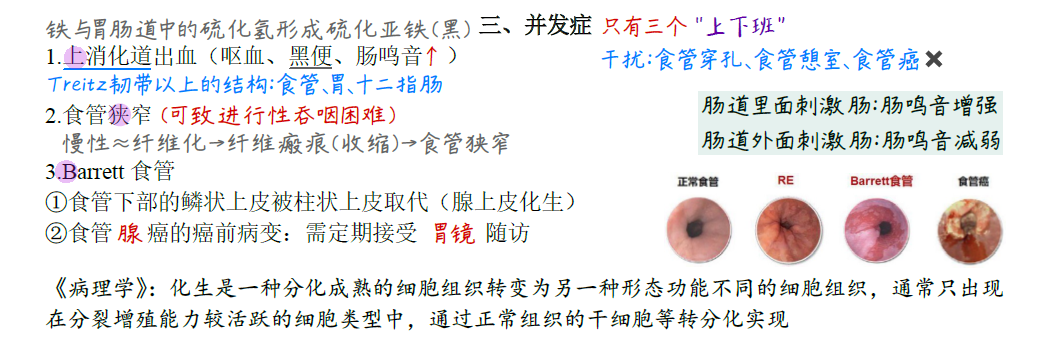 铁与胃肠道中的硫化氢形成硫化亚铁(黑) 三、并发症 只有三个 "上下班"
1.上消化道出血（呕血、黑便、肠鸣音↑）
干扰:食管穿孔、食管憩室、食管癌✖
Treitz韧带以上的结构:食管、胃、十二指肠
2.食管狭窄 (可致进行性吞咽困难)
慢性≈纤维化→纤维瘢痕(收缩)→食管狭窄
肠道里面刺激肠:肠鸣音增强
肠道外面刺激肠:肠鸣音减弱
3.Barrett 食管
①食管下部的鳞状上皮被柱状上皮取代（腺上皮化生）
②食管 腺 癌的癌前病变：需定期接受 胃镜 随访
正常食管 RE Barrett食管 食管癌
《病理学》：化生是一种分化成熟的细胞组织转变为另一种形态功能不同的细胞组织，通常只出现
在分裂增殖能力较活跃的细胞类型中，通过正常组织的干细胞等转分化实现